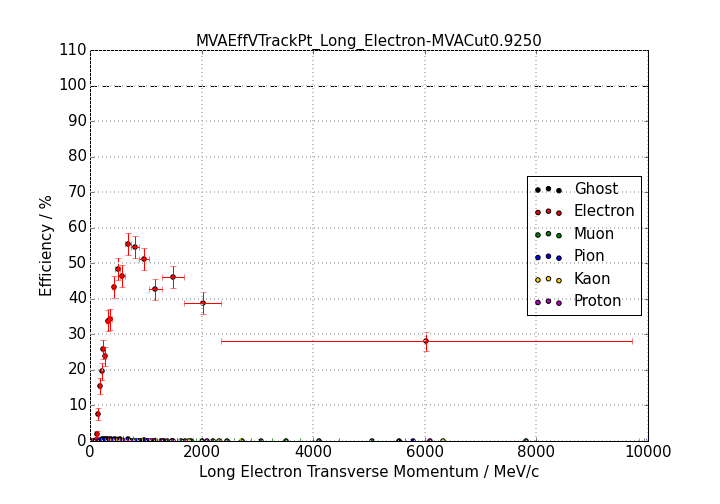 MVAEffVTrackPt_Long_Electron-MVACut0.9250
110
100
90
80
70
60
50
40
30
20
10
0
Efficiency / %
Ghost
Electron
Muon
Pion
Kaon
Proton
0 2000 4000 6000 8000 10000
Long Electron Transverse Momentum / MeV/c